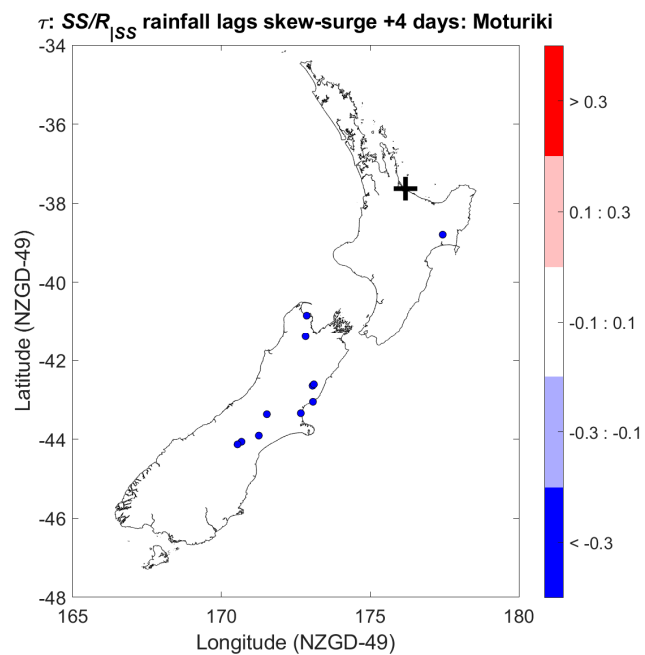 τ: SS/R|SS rainfall lags skew-surge +4 days: Moturiki
-34
-36
-38
-40
-42
-44
-46
-48
Latitude (NZGD-49)
165
170
175
180
Longitude (NZGD-49)
> 0.3
0.1 : 0.3
-0.1 : 0.1
-0.3 : -0.1
< -0.3